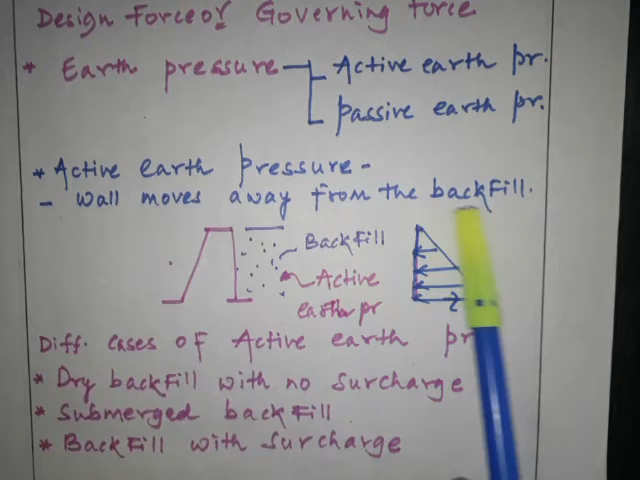 Design Force or Governing force
* Earth pressure
Active earth pr.
Passive earth pr.
* Active earth pressure -
- Wall moves away from the backfill.
Backfill
Active
earth pr
Diff. cases of Active earth pr
* Dry backfill with no surcharge
* Submerged backfill
* Backfill with surcharge